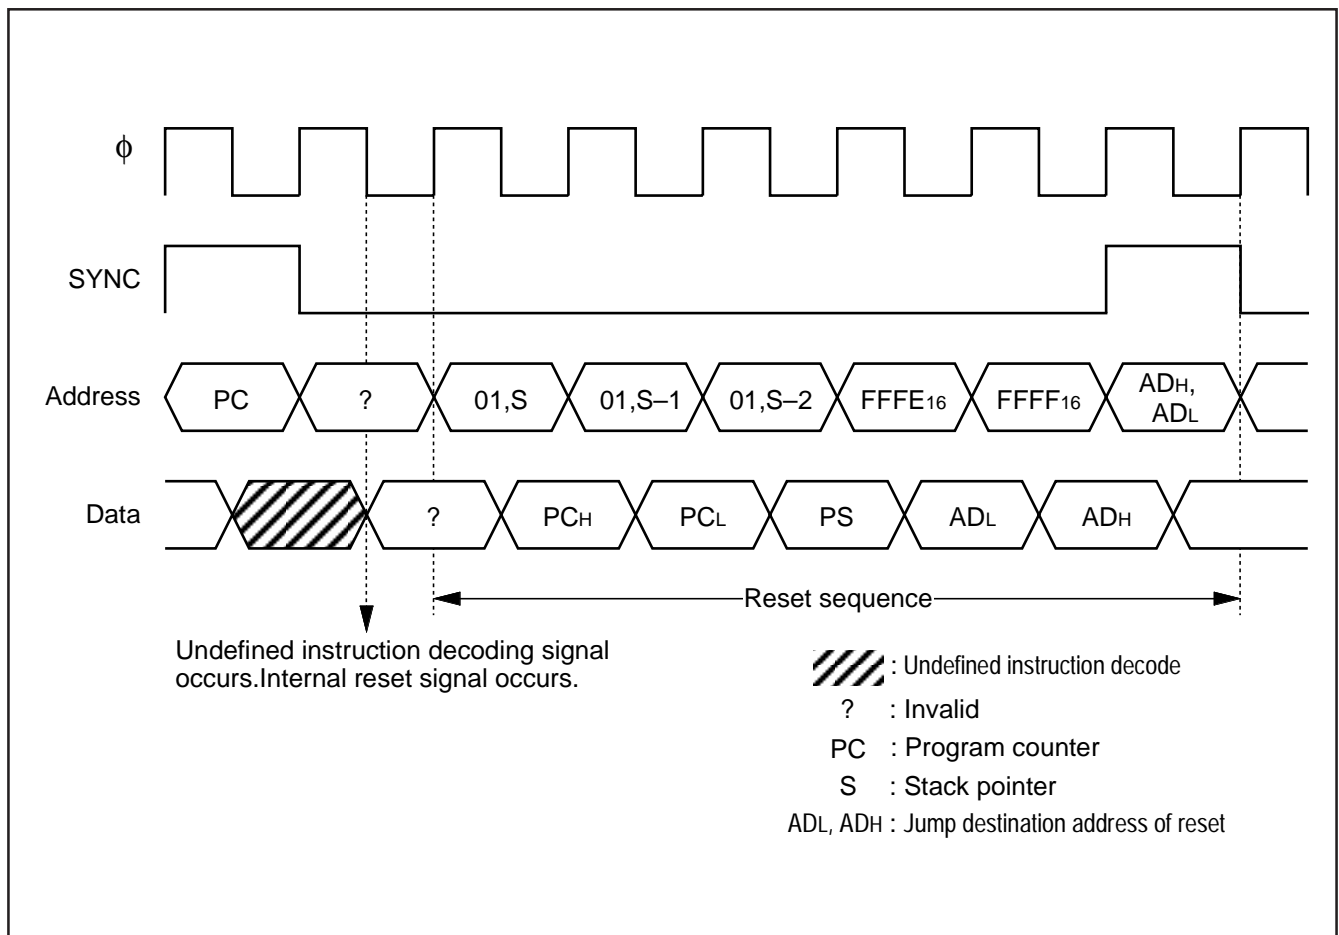 ϕ
SYNC
Address PC ? 01,S 01,S–1 01,S–2 FFFE16 FFFF16 ADH,
ADL
Data ? PCH PCL PS ADL ADH
Reset sequence
Undefined instruction decoding signal
occurs.Internal reset signal occurs.
: Undefined instruction decode
? : Invalid
PC : Program counter
S : Stack pointer
ADL, ADH : Jump destination address of reset